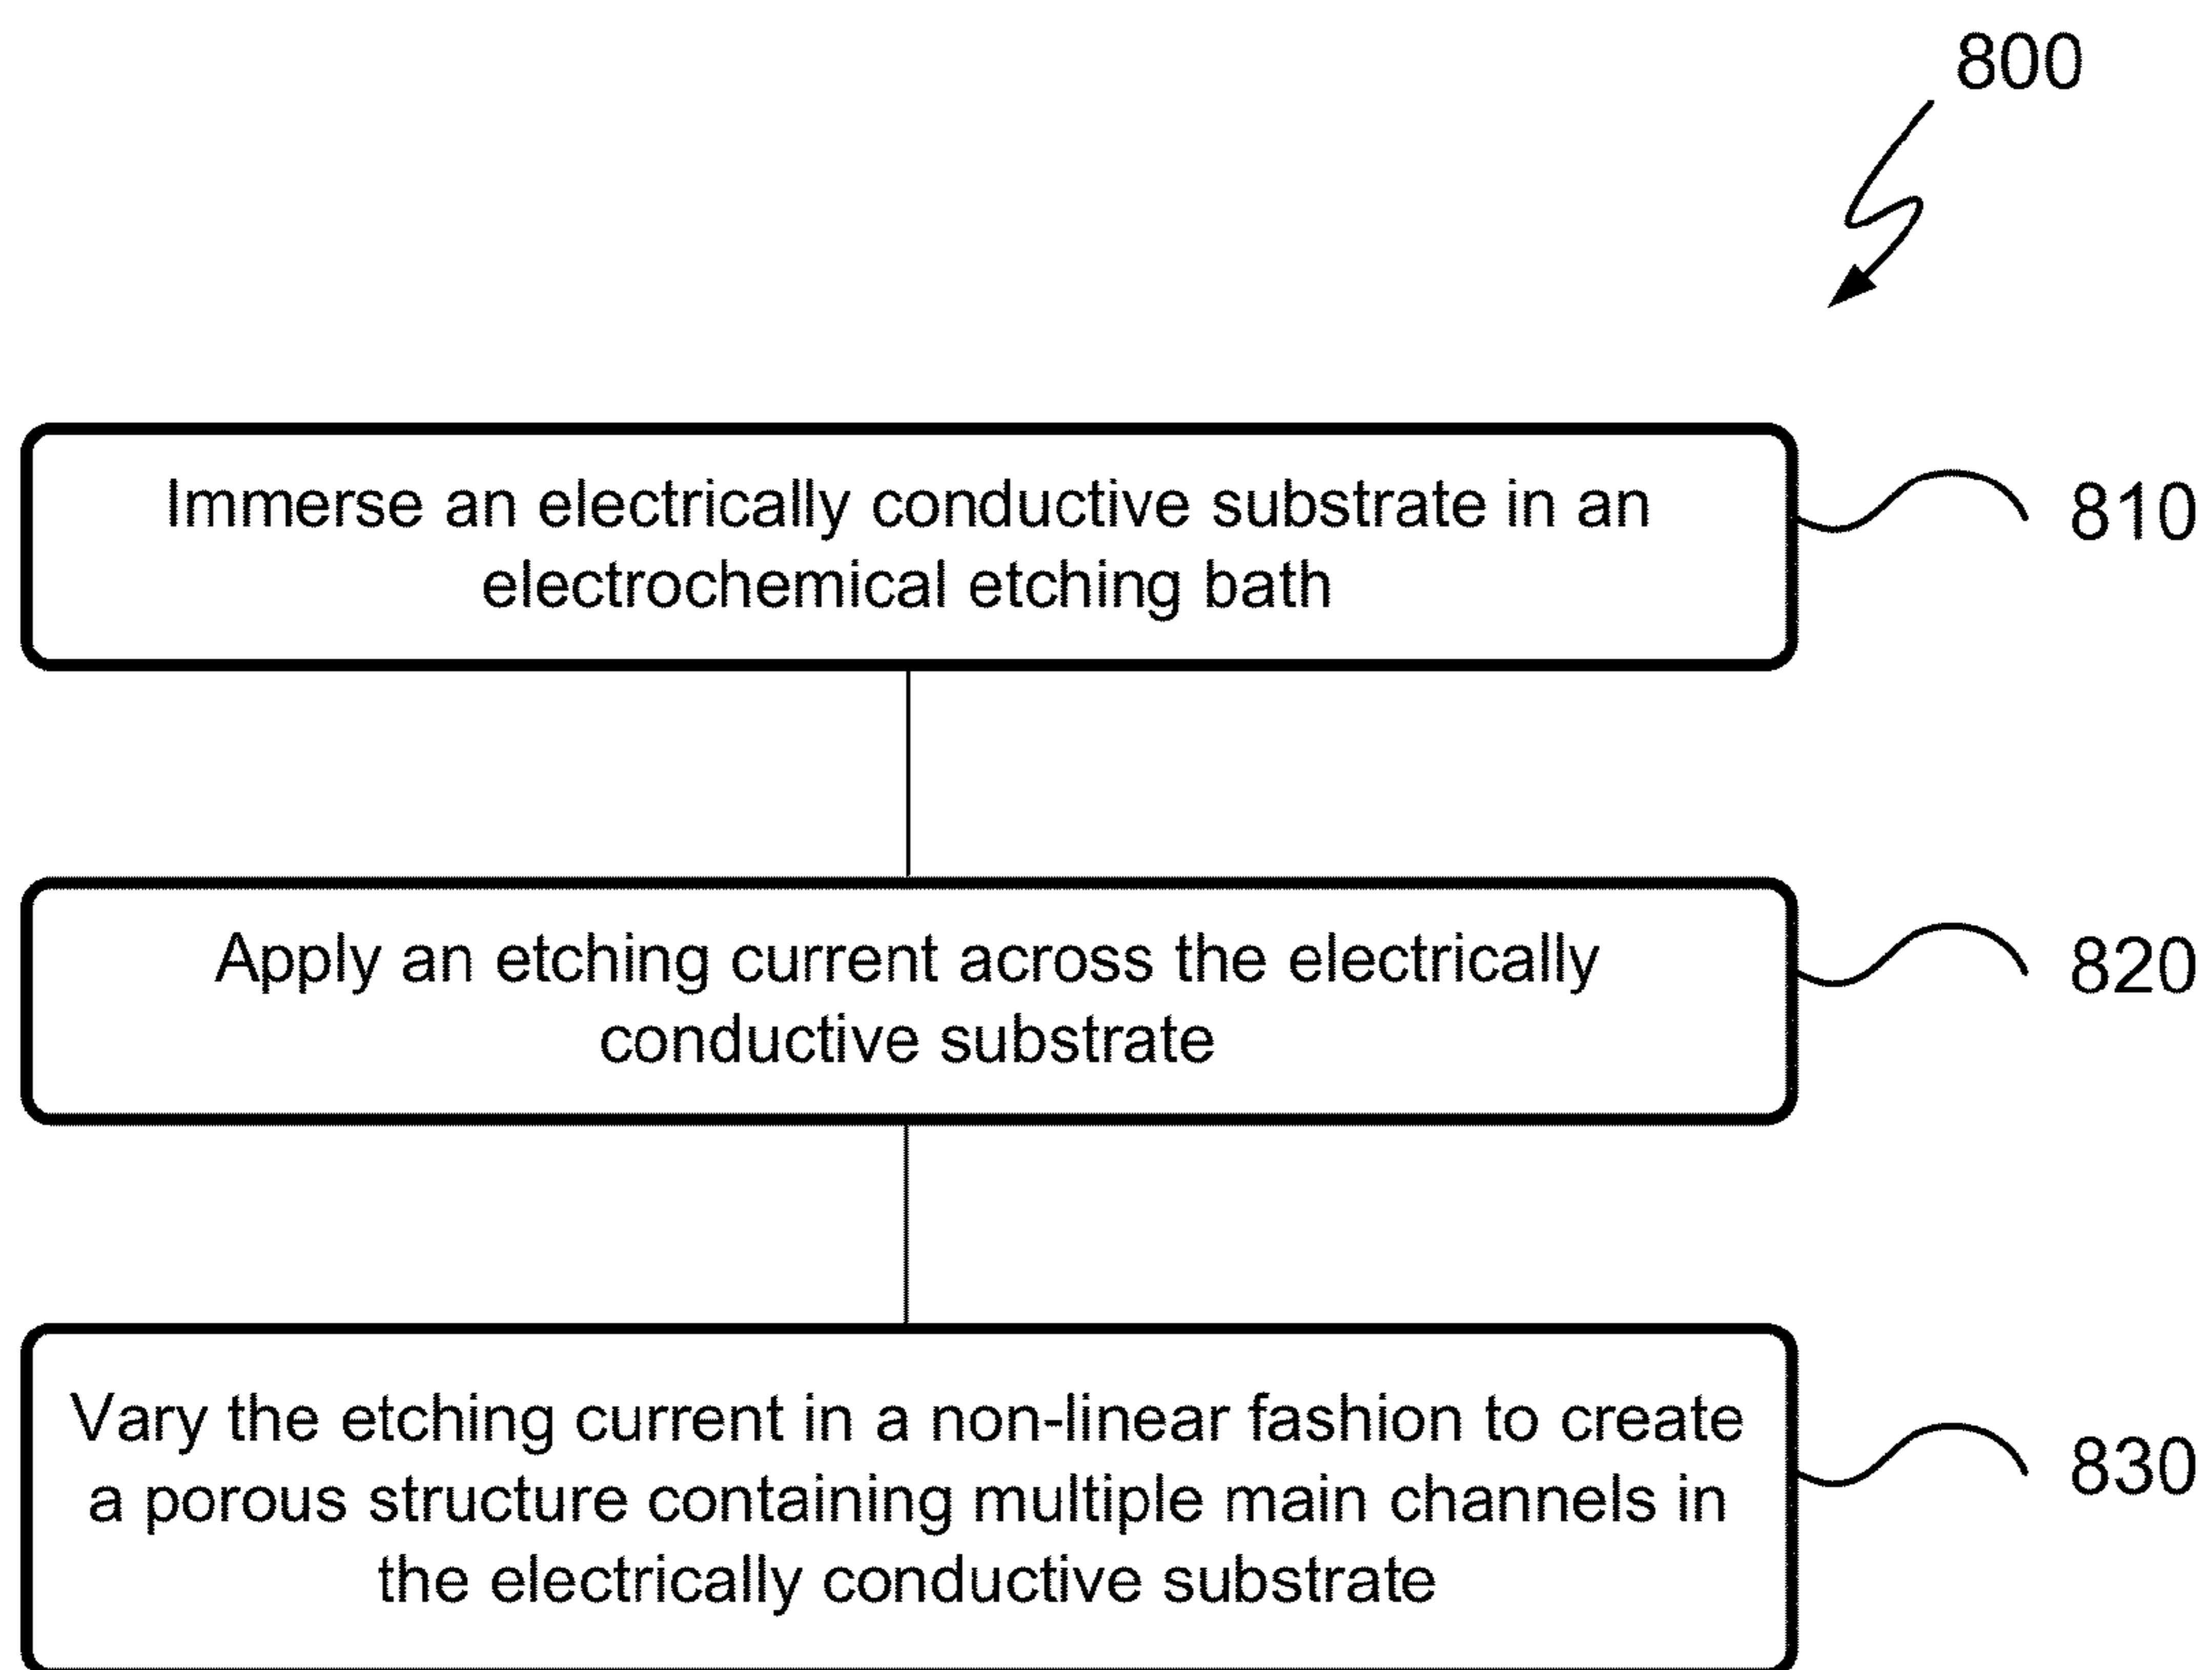 800
Immerse an electrically conductive substrate in an
electrochemical etching bath
810
Apply an etching current across the electrically
conductive substrate
820
Vary the etching current in a non-linear fashion to create
a porous structure containing multiple main channels in
the electrically conductive substrate
830